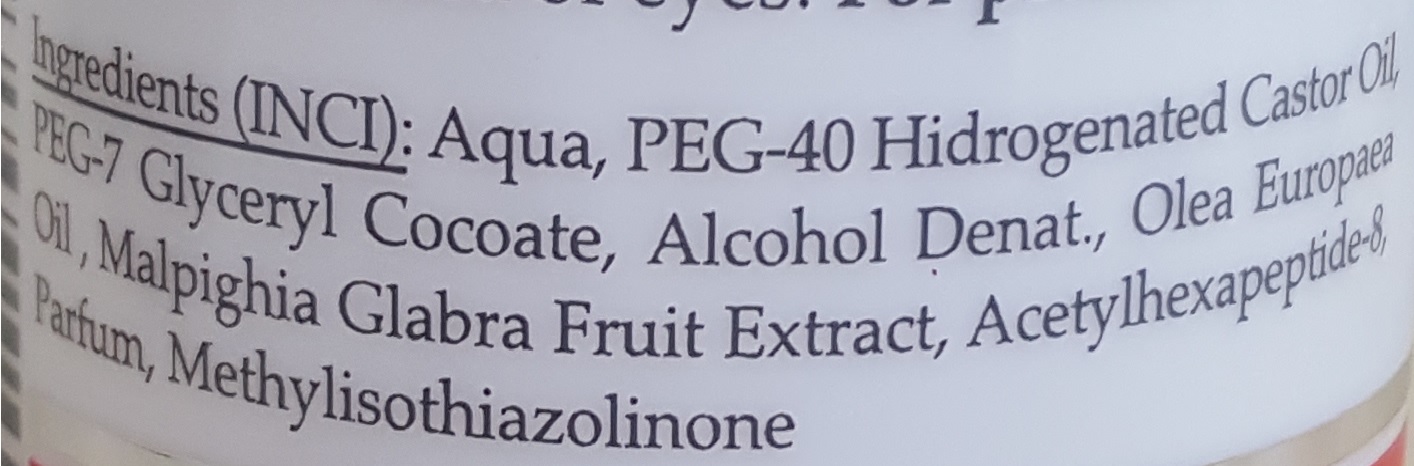 Ingredients (INCI): Aqua, PEG-40 Hidrogenated Castor Oil,
PEG-7 Glyceryl Cocoate, Alcohol Denat., Olea Europaea
Oil , Malpighia Glabra Fruit Extract, Acetylhexapeptide-8,
Parfum, Methylisothiazolinone